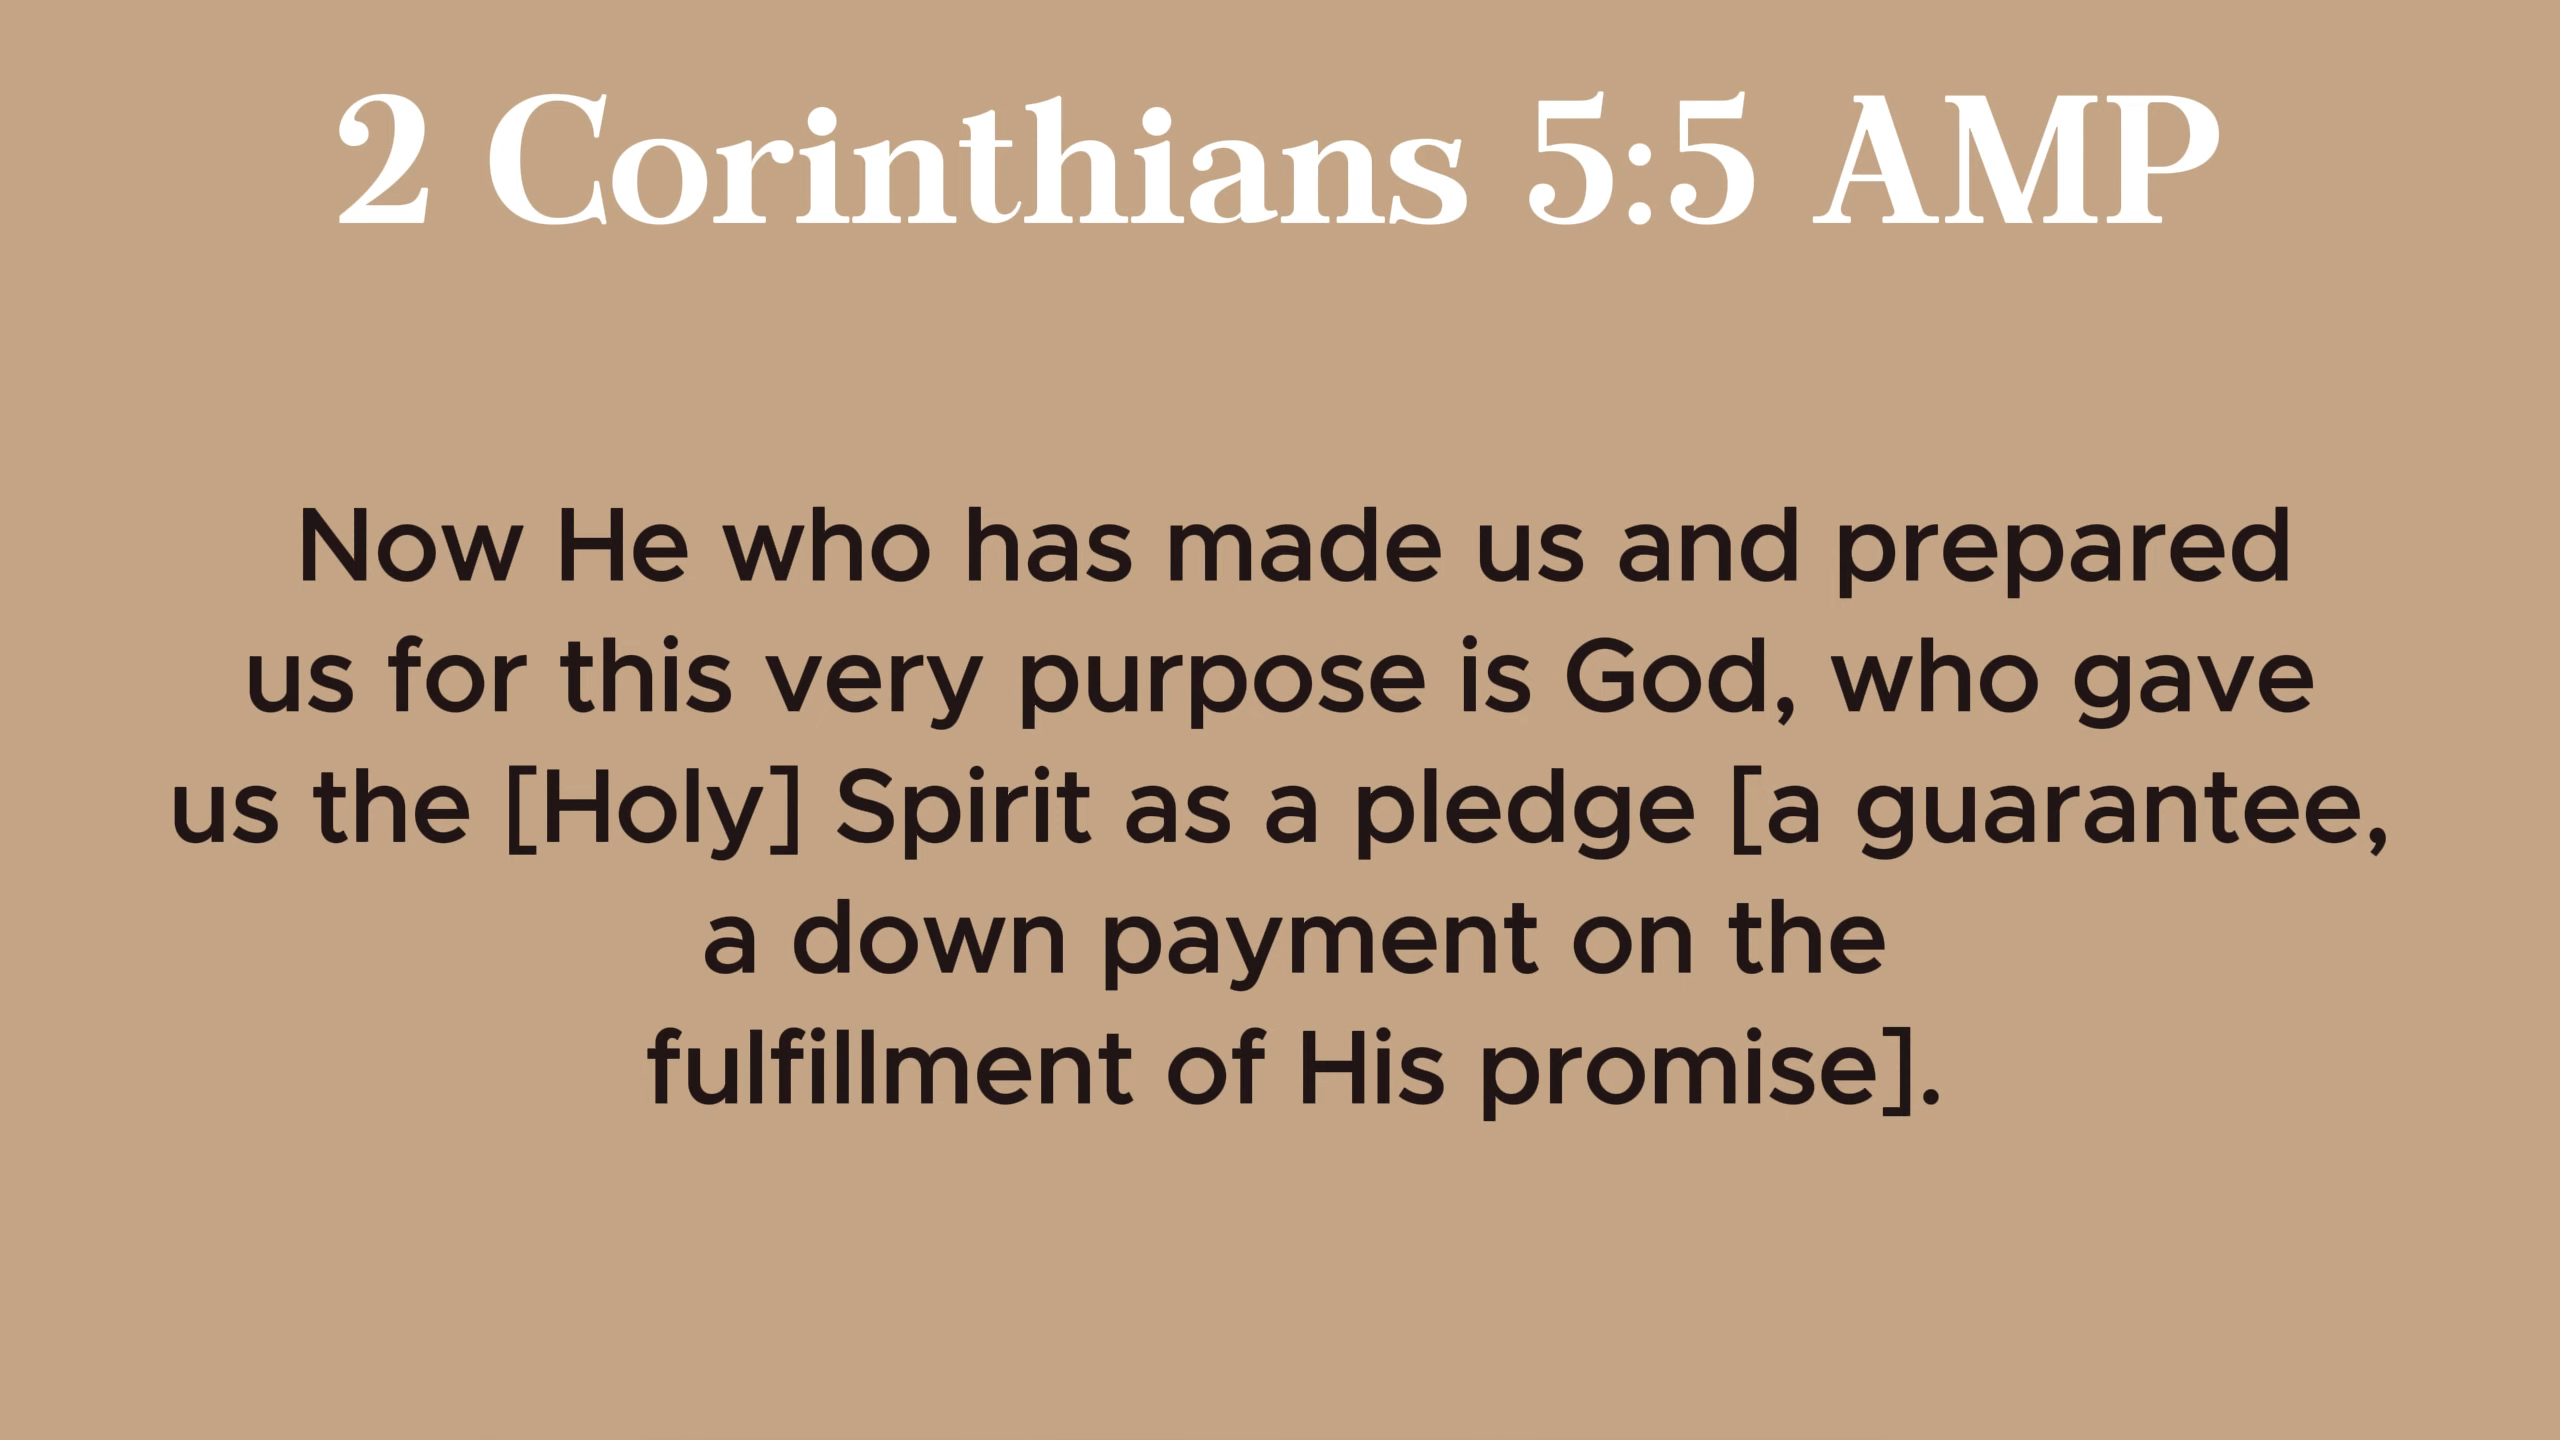 2 Corinthians 5:5 AMP
Now He who has made us and prepared
us for this very purpose is God, who gave
us the [Holy] Spirit as a pledge [a guarantee,
a down payment on the
fulfillment of His promise].